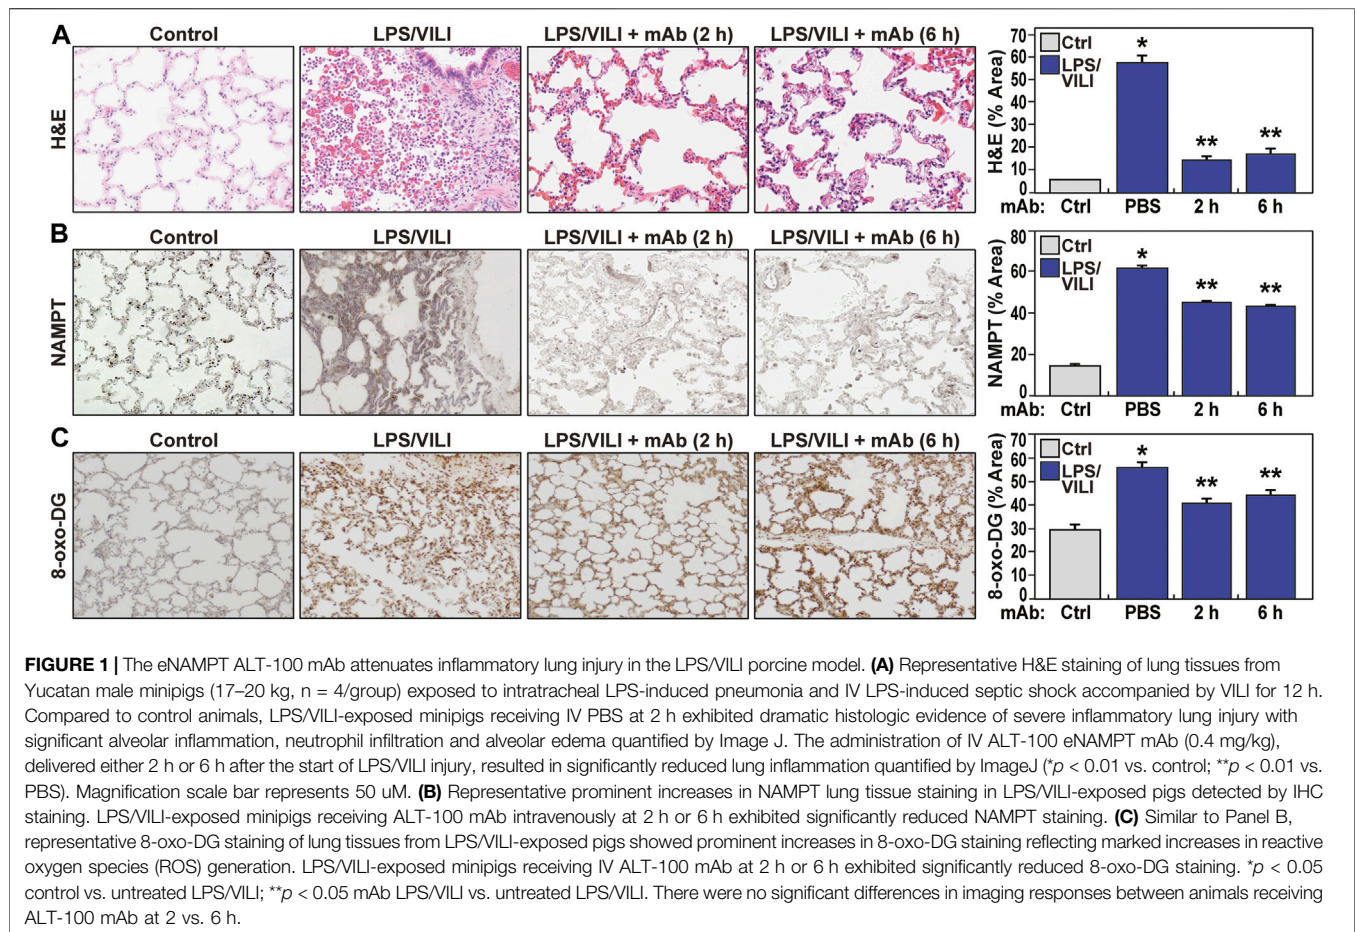 A
Control
LPS/VILI
LPS/VILI + mAb (2 h)
LPS/VILI + mAb (6 h)
H&E
H&E (% Area)
70
60
50
40
30
20
10
0
Ctrl
LPS/
VILI
*
**
**
mAb: Ctrl PBS 2 h 6 h
B
Control
LPS/VILI
LPS/VILI + mAb (2 h)
LPS/VILI + mAb (6 h)
NAMPT
NAMPT (% Area)
80
60
40
20
0
Ctrl
LPS/
VILI
*
**
**
mAb: Ctrl PBS 2 h 6 h
C
Control
LPS/VILI
LPS/VILI + mAb (2 h)
LPS/VILI + mAb (6 h)
8-oxo-DG
8-oxo-DG (% Area)
70
60
50
40
30
20
10
0
Ctrl
LPS/
VILI
*
**
**
mAb: Ctrl PBS 2 h 6 h
FIGURE 1 | The eNAMPT ALT-100 mAb attenuates inflammatory lung injury in the LPS/VILI porcine model. (A) Representative H&E staining of lung tissues from
Yucatan male minipigs (17–20 kg, n = 4/group) exposed to intratracheal LPS-induced pneumonia and IV LPS-induced septic shock accompanied by VILI for 12 h.
Compared to control animals, LPS/VILI-exposed minipigs receiving IV PBS at 2 h exhibited dramatic histologic evidence of severe inflammatory lung injury with
significant alveolar inflammation, neutrophil infiltration and alveolar edema quantified by Image J. The administration of IV ALT-100 eNAMPT mAb (0.4 mg/kg),
delivered either 2 h or 6 h after the start of LPS/VILI injury, resulted in significantly reduced lung inflammation quantified by ImageJ (*p < 0.01 vs. control; **p < 0.01 vs.
PBS). Magnification scale bar represents 50 uM. (B) Representative prominent increases in NAMPT lung tissue staining in LPS/VILI-exposed pigs detected by IHC
staining. LPS/VILI-exposed minipigs receiving ALT-100 mAb intravenously at 2 h or 6 h exhibited significantly reduced NAMPT staining. (C) Similar to Panel B,
representative 8-oxo-DG staining of lung tissues from LPS/VILI-exposed pigs showed prominent increases in 8-oxo-DG staining reflecting marked increases in reactive
oxygen species (ROS) generation. LPS/VILI-exposed minipigs receiving IV ALT-100 mAb at 2 h or 6 h exhibited significantly reduced 8-oxo-DG staining. *p < 0.05
control vs. untreated LPS/VILI; **p < 0.05 mAb LPS/VILI vs. untreated LPS/VILI. There were no significant differences in imaging responses between animals receiving
ALT-100 mAb at 2 vs. 6 h.